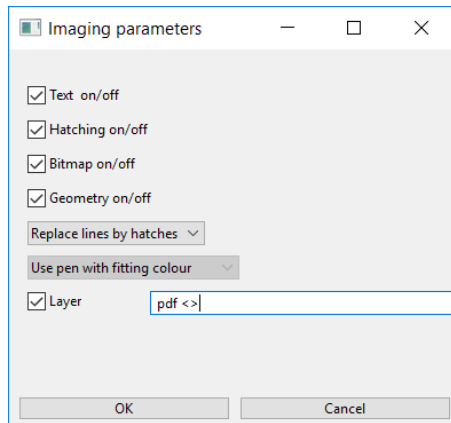 Imaging parameters
Text on/off
Hatching on/off
Bitmap on/off
Geometry on/off
Replace lines by hatches
Use pen with fitting colour
Layer pdf <>
OK Cancel